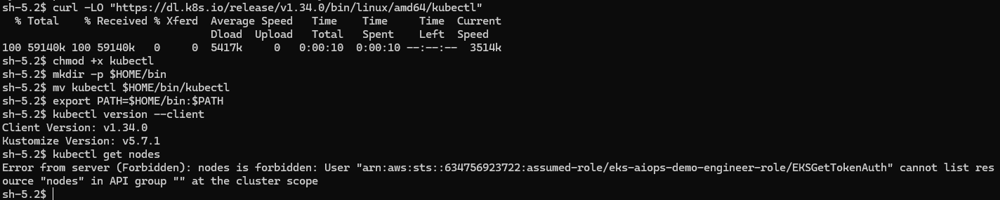 sh-5.2$ curl -LO "https://dl.k8s.io/release/v1.34.0/bin/linux/amd64/kubectl"
  % Total    % Received % Xferd  Average Speed   Time    Time     Time  Current
                                 Dload  Upload   Total   Spent    Left  Speed
100 59140k 100 59140k   0     0  5417k     0   0:00:10  0:00:10 --:--:--  3514k
sh-5.2$ chmod +x kubectl
sh-5.2$ mkdir -p $HOME/bin
sh-5.2$ mv kubectl $HOME/bin/kubectl
sh-5.2$ export PATH=$HOME/bin:$PATH
sh-5.2$ kubectl version --client
Client Version: v1.34.0
Kustomize Version: v5.7.1
sh-5.2$ kubectl get nodes
Error from server (Forbidden): nodes is forbidden: User "arn:aws:sts::634756923722:assumed-role/eks-aiops-demo-engineer-role/EKSGetTokenAuth" cannot list res
ource "nodes" in API group "" at the cluster scope
sh-5.2$